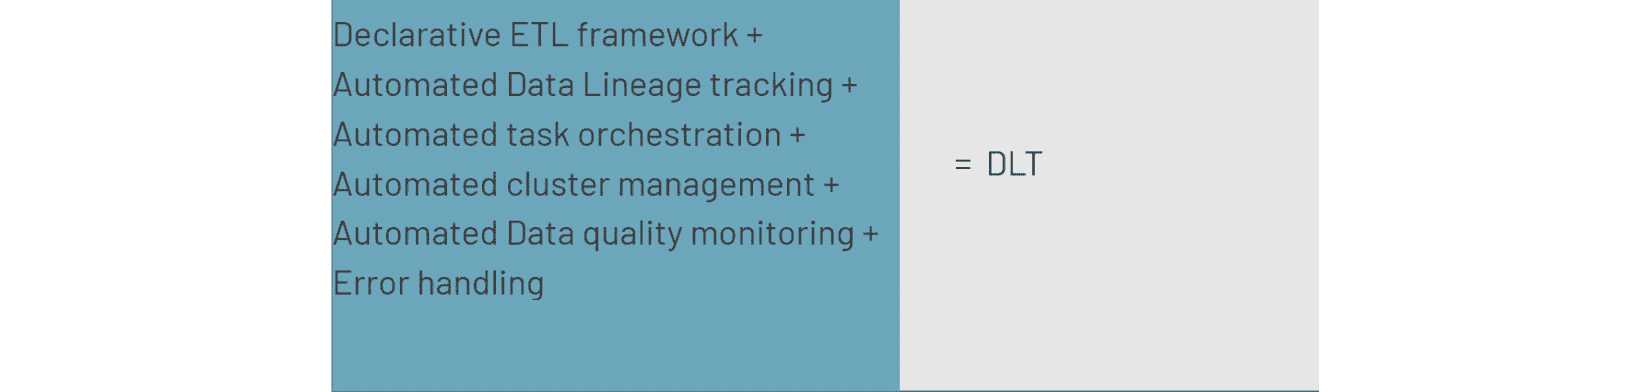 Declarative ETL framework +
Automated Data Lineage tracking +
Automated task orchestration +
Automated cluster management +
Automated Data quality monitoring +
Error handling
= DLT